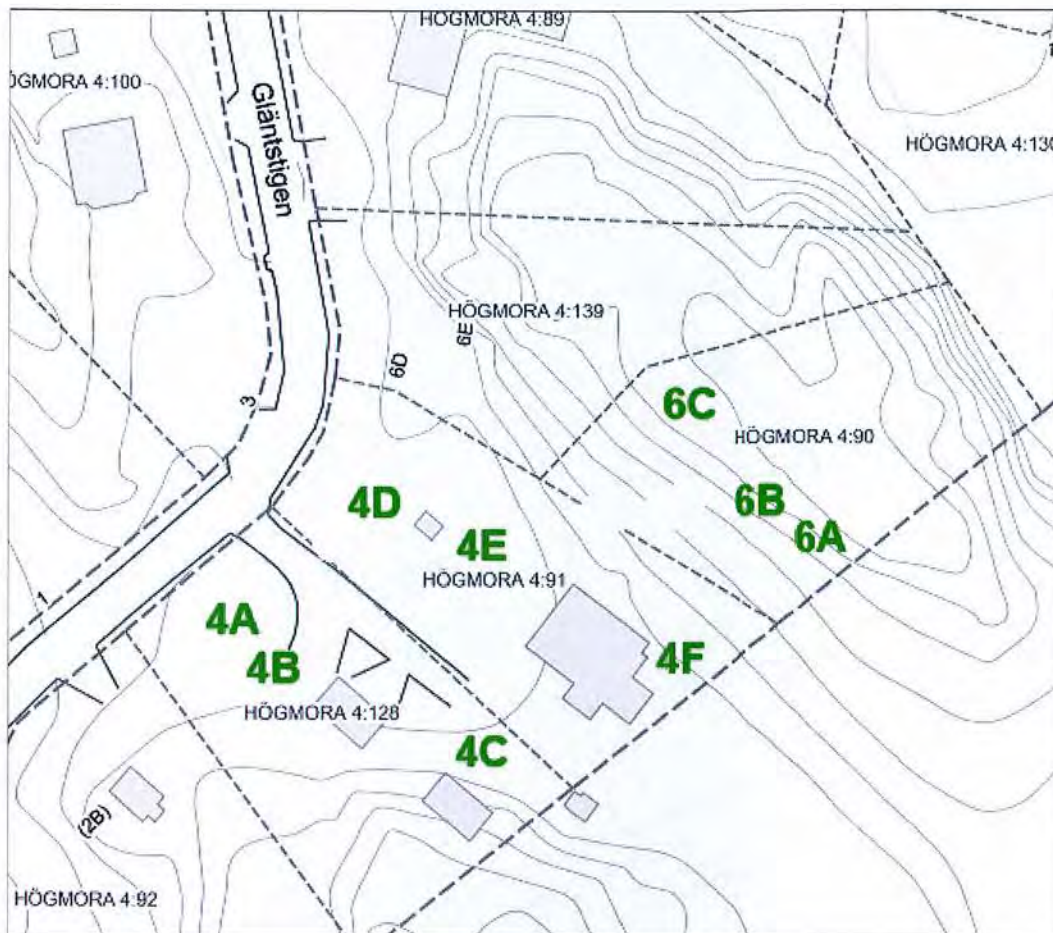 HÖGMORA 4:89
ÖGMORA 4:100
Gläntstigen
HÖGMORA 4:130
HÖGMORA 4:139
6E
6D
3
6C
HÖGMORA 4:90
6B
6A
4D
4E
HÖGMORA 4:91
1
4A
4B
4F
HÖGMORA 4:128
4C
(2B)
HÖGMORA 4:92